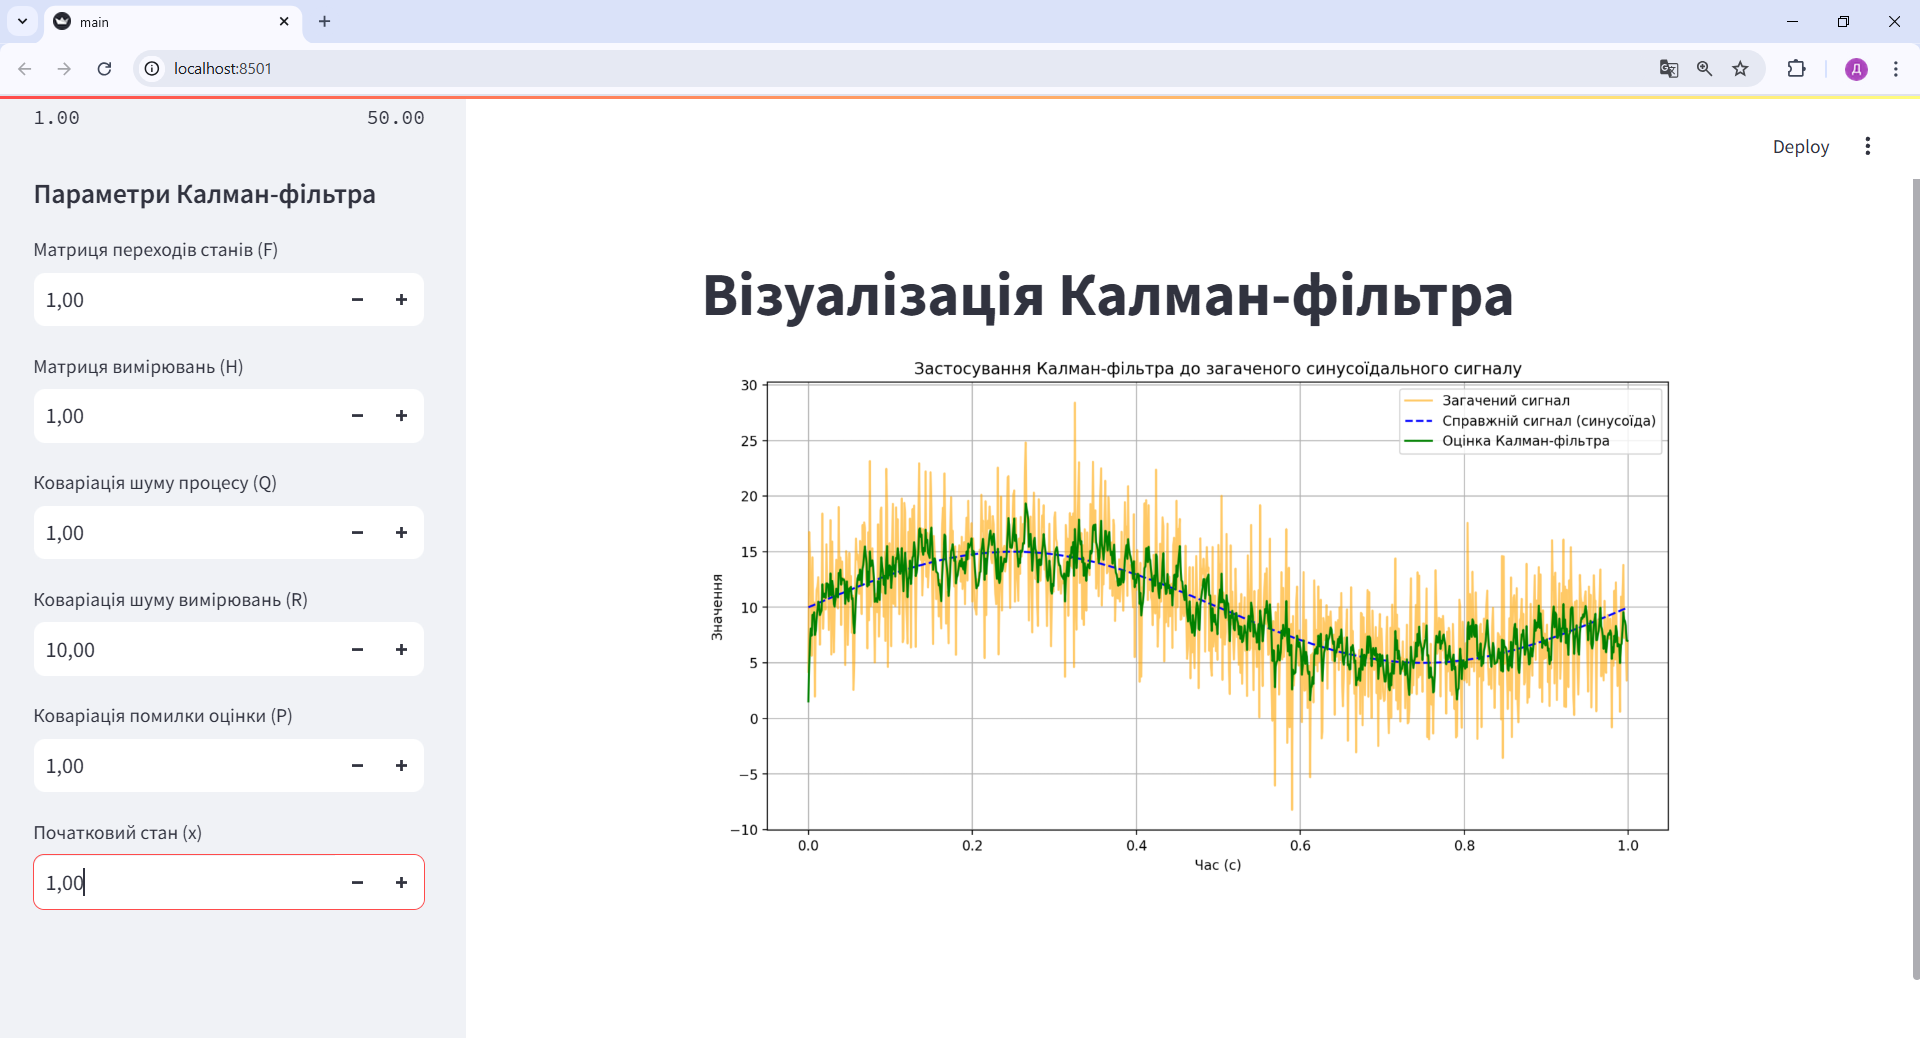 main
localhost:8501
Д
1.00 50.00
Deploy
Параметри Калман-фільтра
Матриця переходів станів (F)
1,00
Матриця вимірювань (H)
1,00
Коваріація шуму процесу (Q)
1,00
Коваріація шуму вимірювань (R)
10,00
Коваріація помилки оцінки (P)
1,00
Початковий стан (x)
1,00
Візуалізація Калман-фільтра
Застосування Калман-фільтра до загаченого синусоїдального сигналу
Загачений сигнал
Справжній сигнал (синусоїда)
Оцінка Калман-фільтра
Значення
30
25
20
15
10
5
0
−5
−10
0.0 0.2 0.4 0.6 0.8 1.0
Час (с)